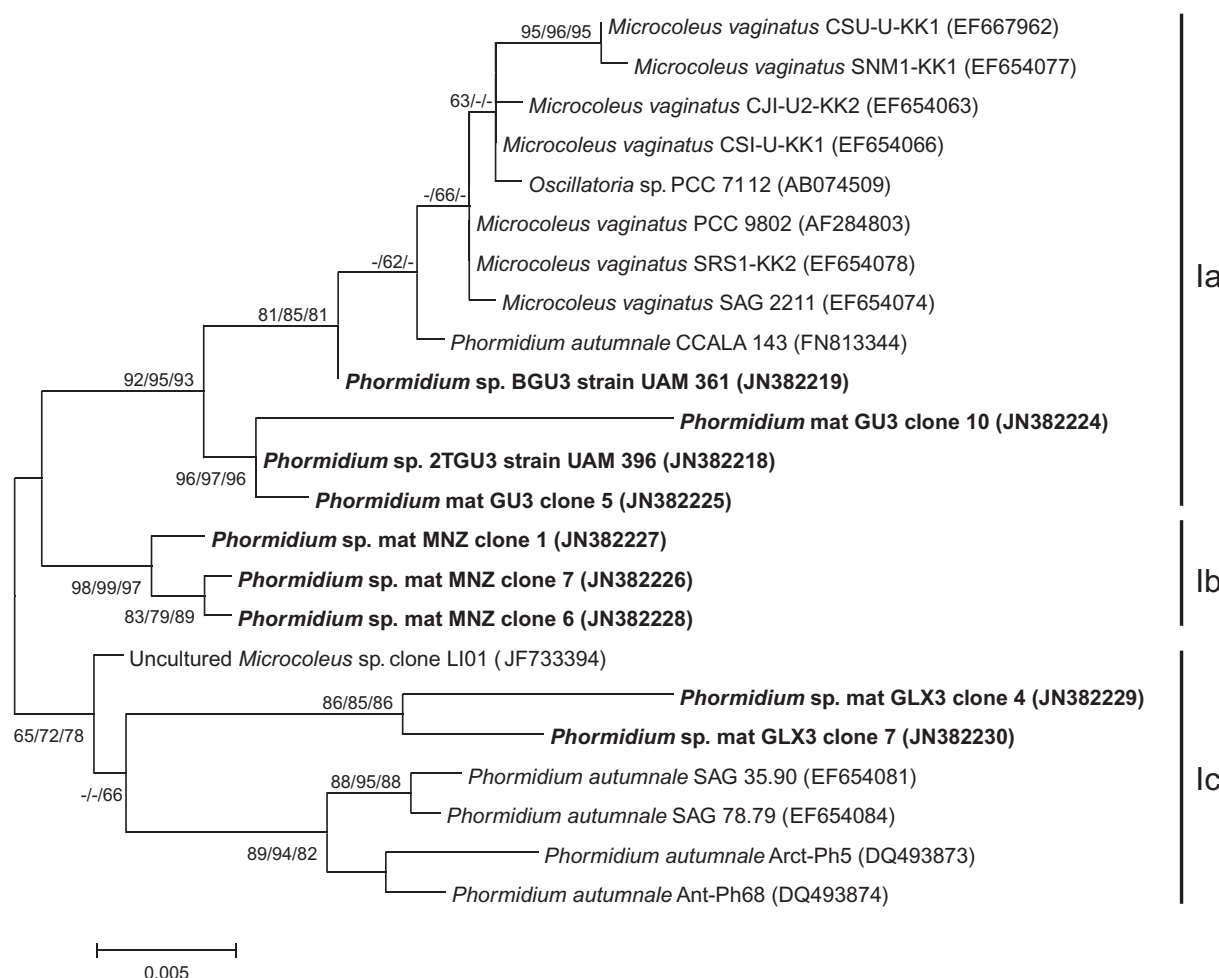 95/96/95
Microcoleus vaginatus CSU-U-KK1 (EF667962)
Microcoleus vaginatus SNM1-KK1 (EF654077)
63/-/-
Microcoleus vaginatus CJI-U2-KK2 (EF654063)
Microcoleus vaginatus CSI-U-KK1 (EF654066)
Oscillatoria sp. PCC 7112 (AB074509)
-/66/-
Microcoleus vaginatus PCC 9802 (AF284803)
Microcoleus vaginatus SRS1-KK2 (EF654078)
-/62/-
Ia
Microcoleus vaginatus SAG 2211 (EF654074)
81/85/81
Phormidium autumnale CCALA 143 (FN813344)
92/95/93
Phormidium sp. BGU3 strain UAM 361 (JN382219)
Phormidium mat GU3 clone 10 (JN382224)
Phormidium sp. 2TGU3 strain UAM 396 (JN382218)
96/97/96
Phormidium mat GU3 clone 5 (JN382225)
Phormidium sp. mat MNZ clone 1 (JN382227)
98/99/97
Phormidium sp. mat MNZ clone 7 (JN382226)
Ib
83/79/89
Phormidium sp. mat MNZ clone 6 (JN382228)
Uncultured Microcoleus sp. clone LI01 (JF733394)
86/85/86
Phormidium sp. mat GLX3 clone 4 (JN382229)
65/72/78
Phormidium sp. mat GLX3 clone 7 (JN382230)
88/95/88
Phormidium autumnale SAG 35.90 (EF654081)
Ic
-/-/66
Phormidium autumnale SAG 78.79 (EF654084)
89/94/82
Phormidium autumnale Arct-Ph5 (DQ493873)
Phormidium autumnale Ant-Ph68 (DQ493874)
0.005